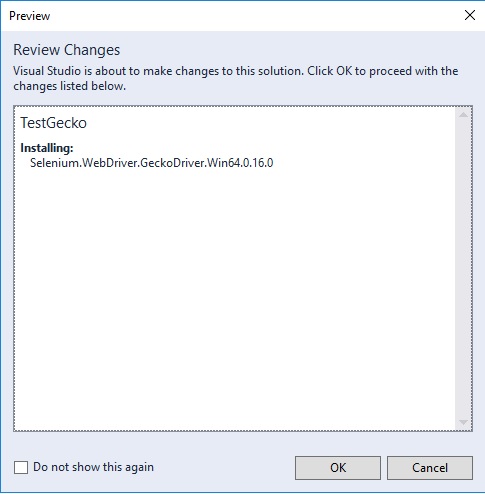 Preview
Review Changes
Visual Studio is about to make changes to this solution. Click OK to proceed with the
changes listed below.
TestGecko
Installing:
Selenium.WebDriver.GeckoDriver.Win64.0.16.0
Do not show this again
OK
Cancel